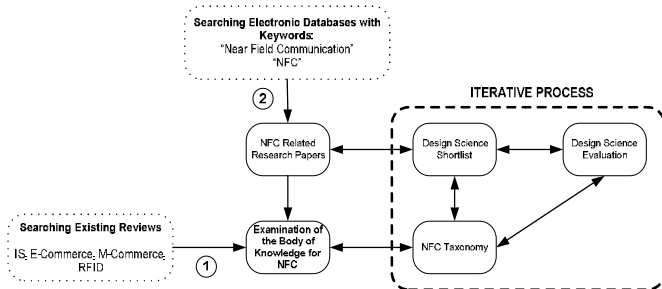 Searching Electronic Databases with
Keywords:
"Near Field Communication"
"NFC"
2
ITERATIVE PROCESS
NFC Related
Research Papers
Design Science
Shortlist
Design Science
Evaluation
Searching Existing Reviews
IS, E-Commerce, M-Commerce,
RFID
1
Examination of
the Body of
Knowledge for
NFC
NFC Taxonomy